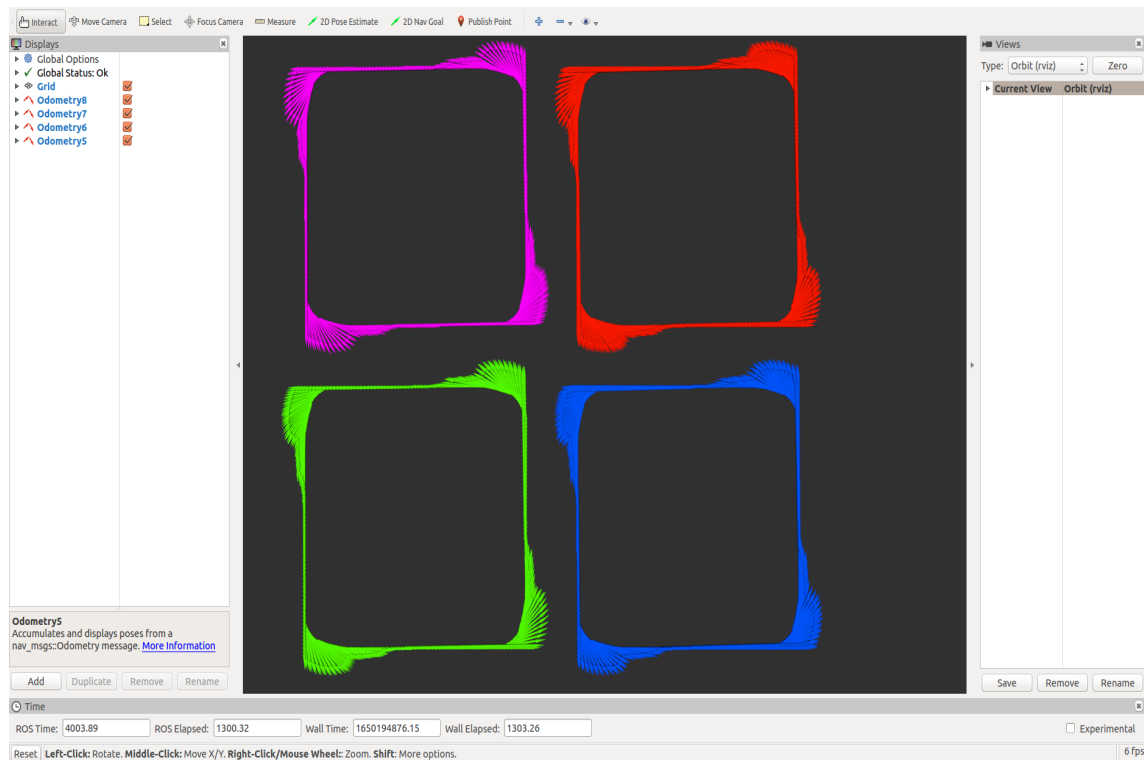 Interact Move Camera Select Focus Camera Measure 2D Pose Estimate 2D Nav Goal Publish Point
Displays
Global Options
Global Status: Ok
Grid
Odometry8
Odometry7
Odometry6
Odometry5
Odometry5
Accumulates and displays poses from a
nav_msgs::Odometry message. More Information
Add Duplicate Remove Rename
Views
Type: Orbit (rviz) Zero
Current View Orbit (rviz)
Save Remove Rename
Time
ROS Time: 4003.89 ROS Elapsed: 1300.32 Wall Time: 1650194876.15 Wall Elapsed: 1303.26 Experimental
Reset Left-Click: Rotate. Middle-Click: Move X/Y. Right-Click/Mouse Wheel:: Zoom. Shift: More options. 6 fps